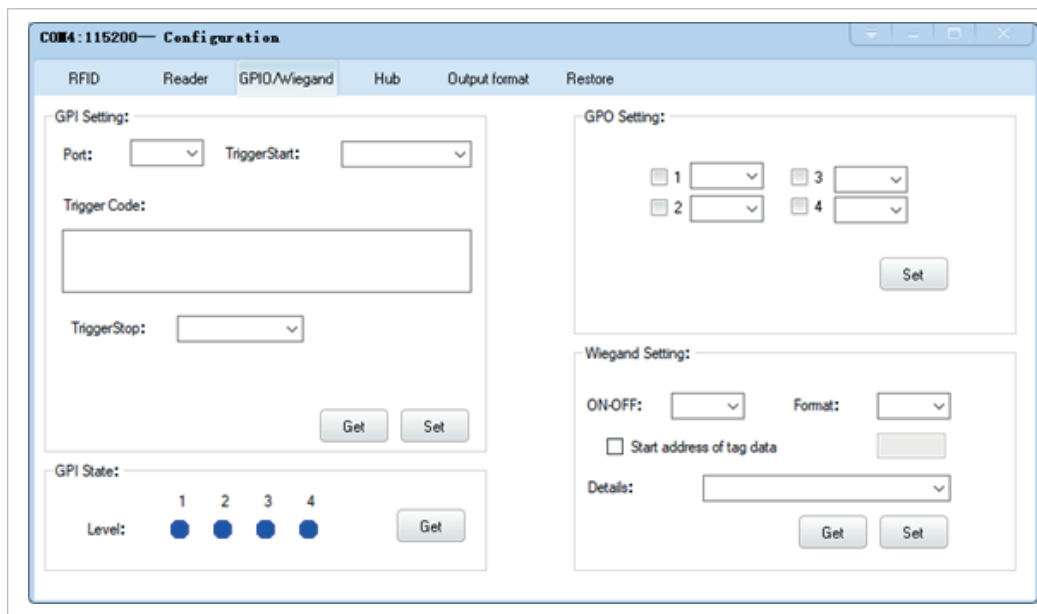 COM4:115200— Configuration
RFID Reader GPIO/Wiegand Hub Output format Restore
GPI Setting:
Port: TriggerStart:
Trigger Code:
TriggerStop:
Get Set
GPI State:
1 2 3 4
Level:
Get
GPO Setting:
1 3
2 4
Set
Wiegand Setting:
ON-OFF: Format:
Start address of tag data
Details:
Get Set